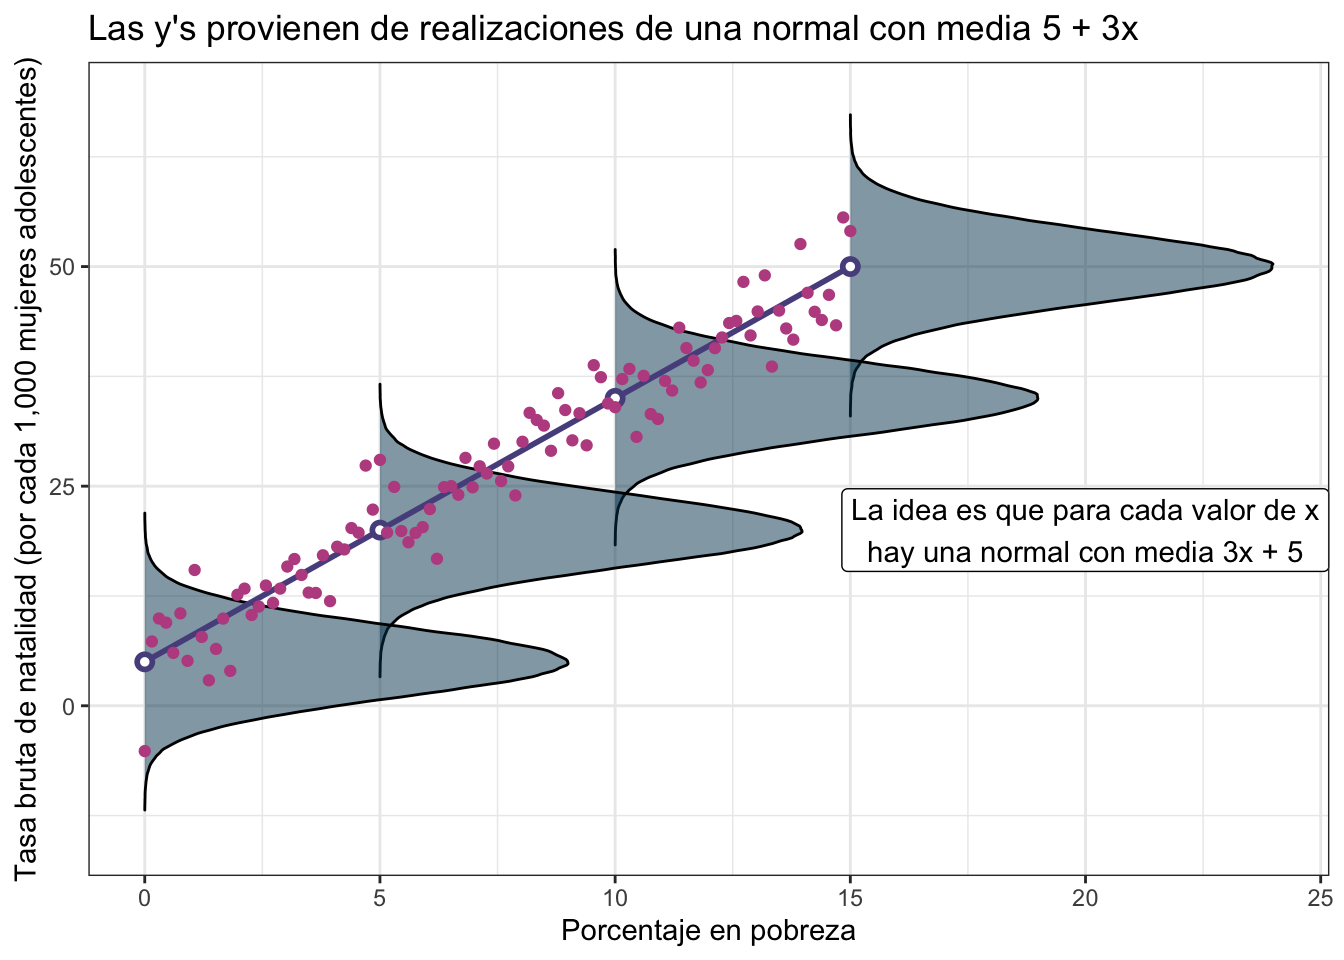 Las y's provienen de realizaciones de una normal con media 5 + 3x
Tasa bruta de natalidad (por cada 1,000 mujeres adolescentes)
50
25
0
La idea es que para cada valor de x
hay una normal con media 3x + 5
0 5 10 15 20 25
Porcentaje en pobreza